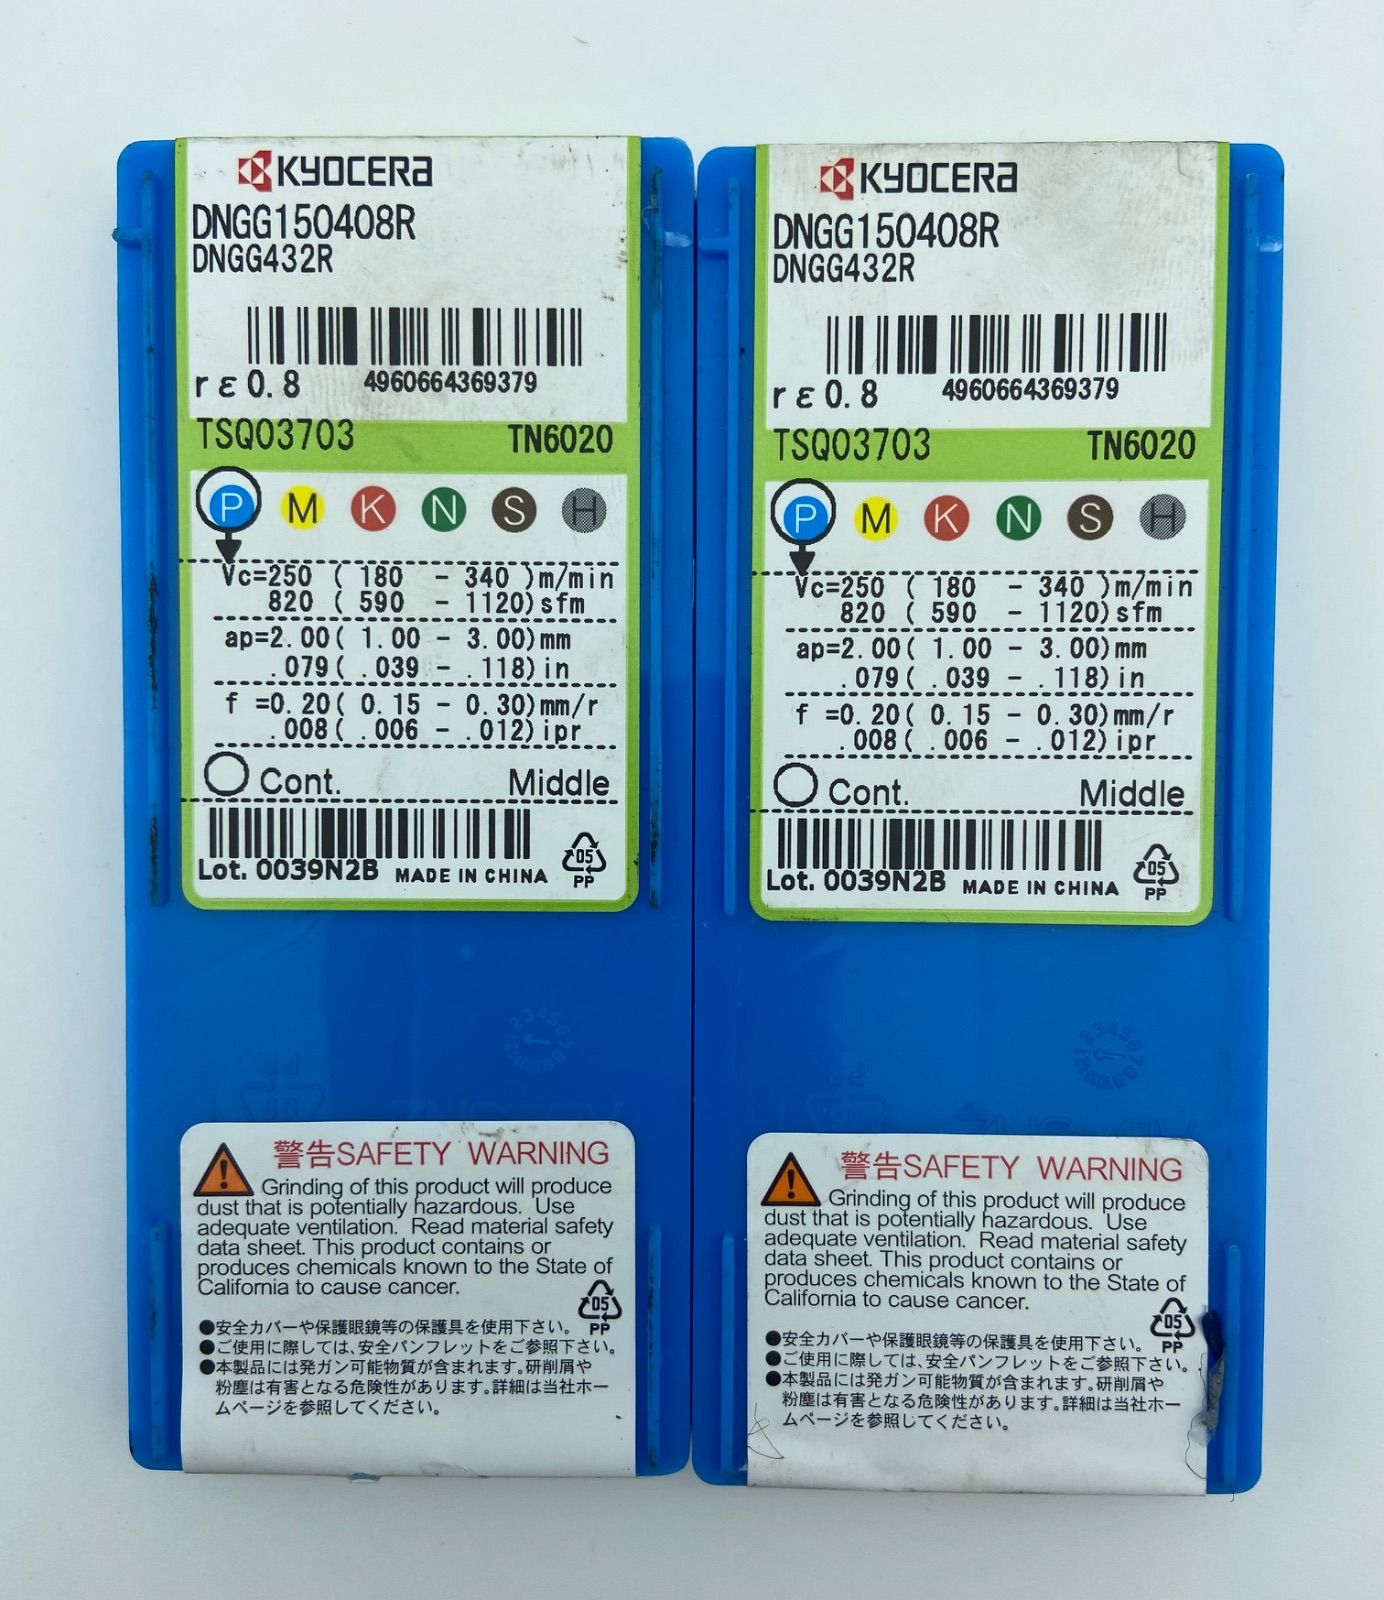 KYOCERA
DNGG150408R
DNGG432R
rε0.8 4960664369379
TSQ03703 TN6020
P M K N S H
Vc=250 ( 180 - 340 )m/min
820 ( 590 - 1120)sfm
ap=2.00( 1.00 - 3.00)mm
.079( .039 - .118)in
f =0.20( 0.15 - 0.30)mm/r
.008( .006 - .012)ipr
Cont. Middle
Lot. 0039N2B MADE IN CHINA
05
PP
警告SAFETY WARNING
Grinding of this product will produce
dust that is potentially hazardous. Use
adequate ventilation. Read material safety
data sheet. This product contains or
produces chemicals known to the State of
California to cause cancer.
05
PP
●安全カバーや保護眼鏡等の保護具を使用下さい。
●ご使用に際しては、安全パンフレットをご参照下さい。
●本製品には発ガン可能物質が含まれます。研削屑や
粉塵は有害となる危険性があります。詳細は当社ホー
ムページを参照してください。
KYOCERA
DNGG150408R
DNGG432R
rε0.8 4960664369379
TSQ03703 TN6020
P M K N S H
Vc=250 ( 180 - 340 )m/min
820 ( 590 - 1120)sfm
ap=2.00( 1.00 - 3.00)mm
.079( .039 - .118)in
f =0.20( 0.15 - 0.30)mm/r
.008( .006 - .012)ipr
Cont. Middle
Lot. 0039N2B MADE IN CHINA
05
PP
警告SAFETY WARNING
Grinding of this product will produce
dust that is potentially hazardous. Use
adequate ventilation. Read material safety
data sheet. This product contains or
produces chemicals known to the State of
California to cause cancer.
05
PP
●安全カバーや保護眼鏡等の保護具を使用下さい。
●ご使用に際しては、安全パンフレットをご参照下さい。
●本製品には発ガン可能物質が含まれます。研削屑や
粉塵は有害となる危険性があります。詳細は当社ホー
ムページを参照してください。